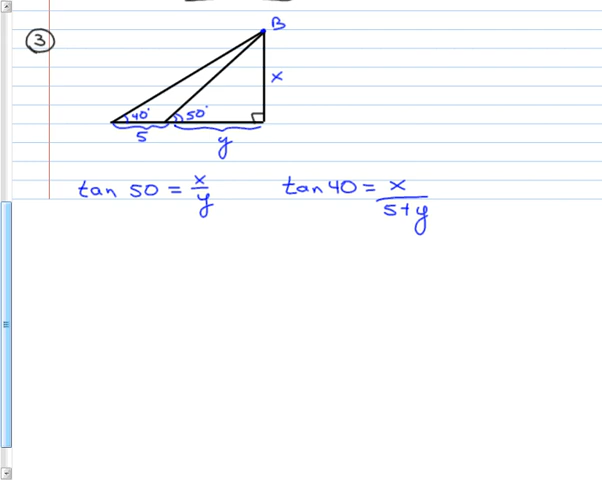 3
B
x
40° 50°
5
y
tan 50 = x/y tan 40 = x/(5+y)